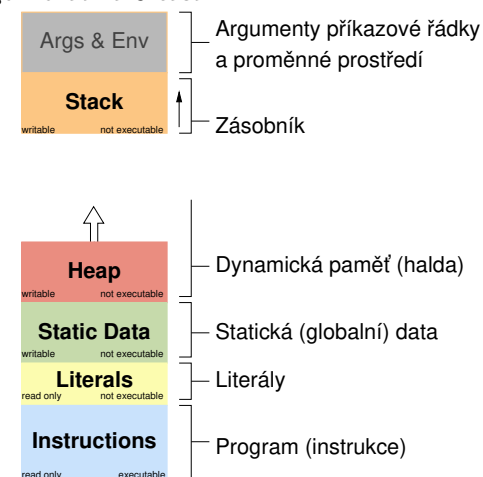 Args & Env
Argumenty příkazové řádky
a proměnné prostředí
Stack
writable not executable
Zásobník
Heap
writable not executable
Dynamická paměť (halda)
Static Data
writable not executable
Statická (globalní) data
Literals
read only not executable
Literály
Instructions
read only executable
Program (instrukce)